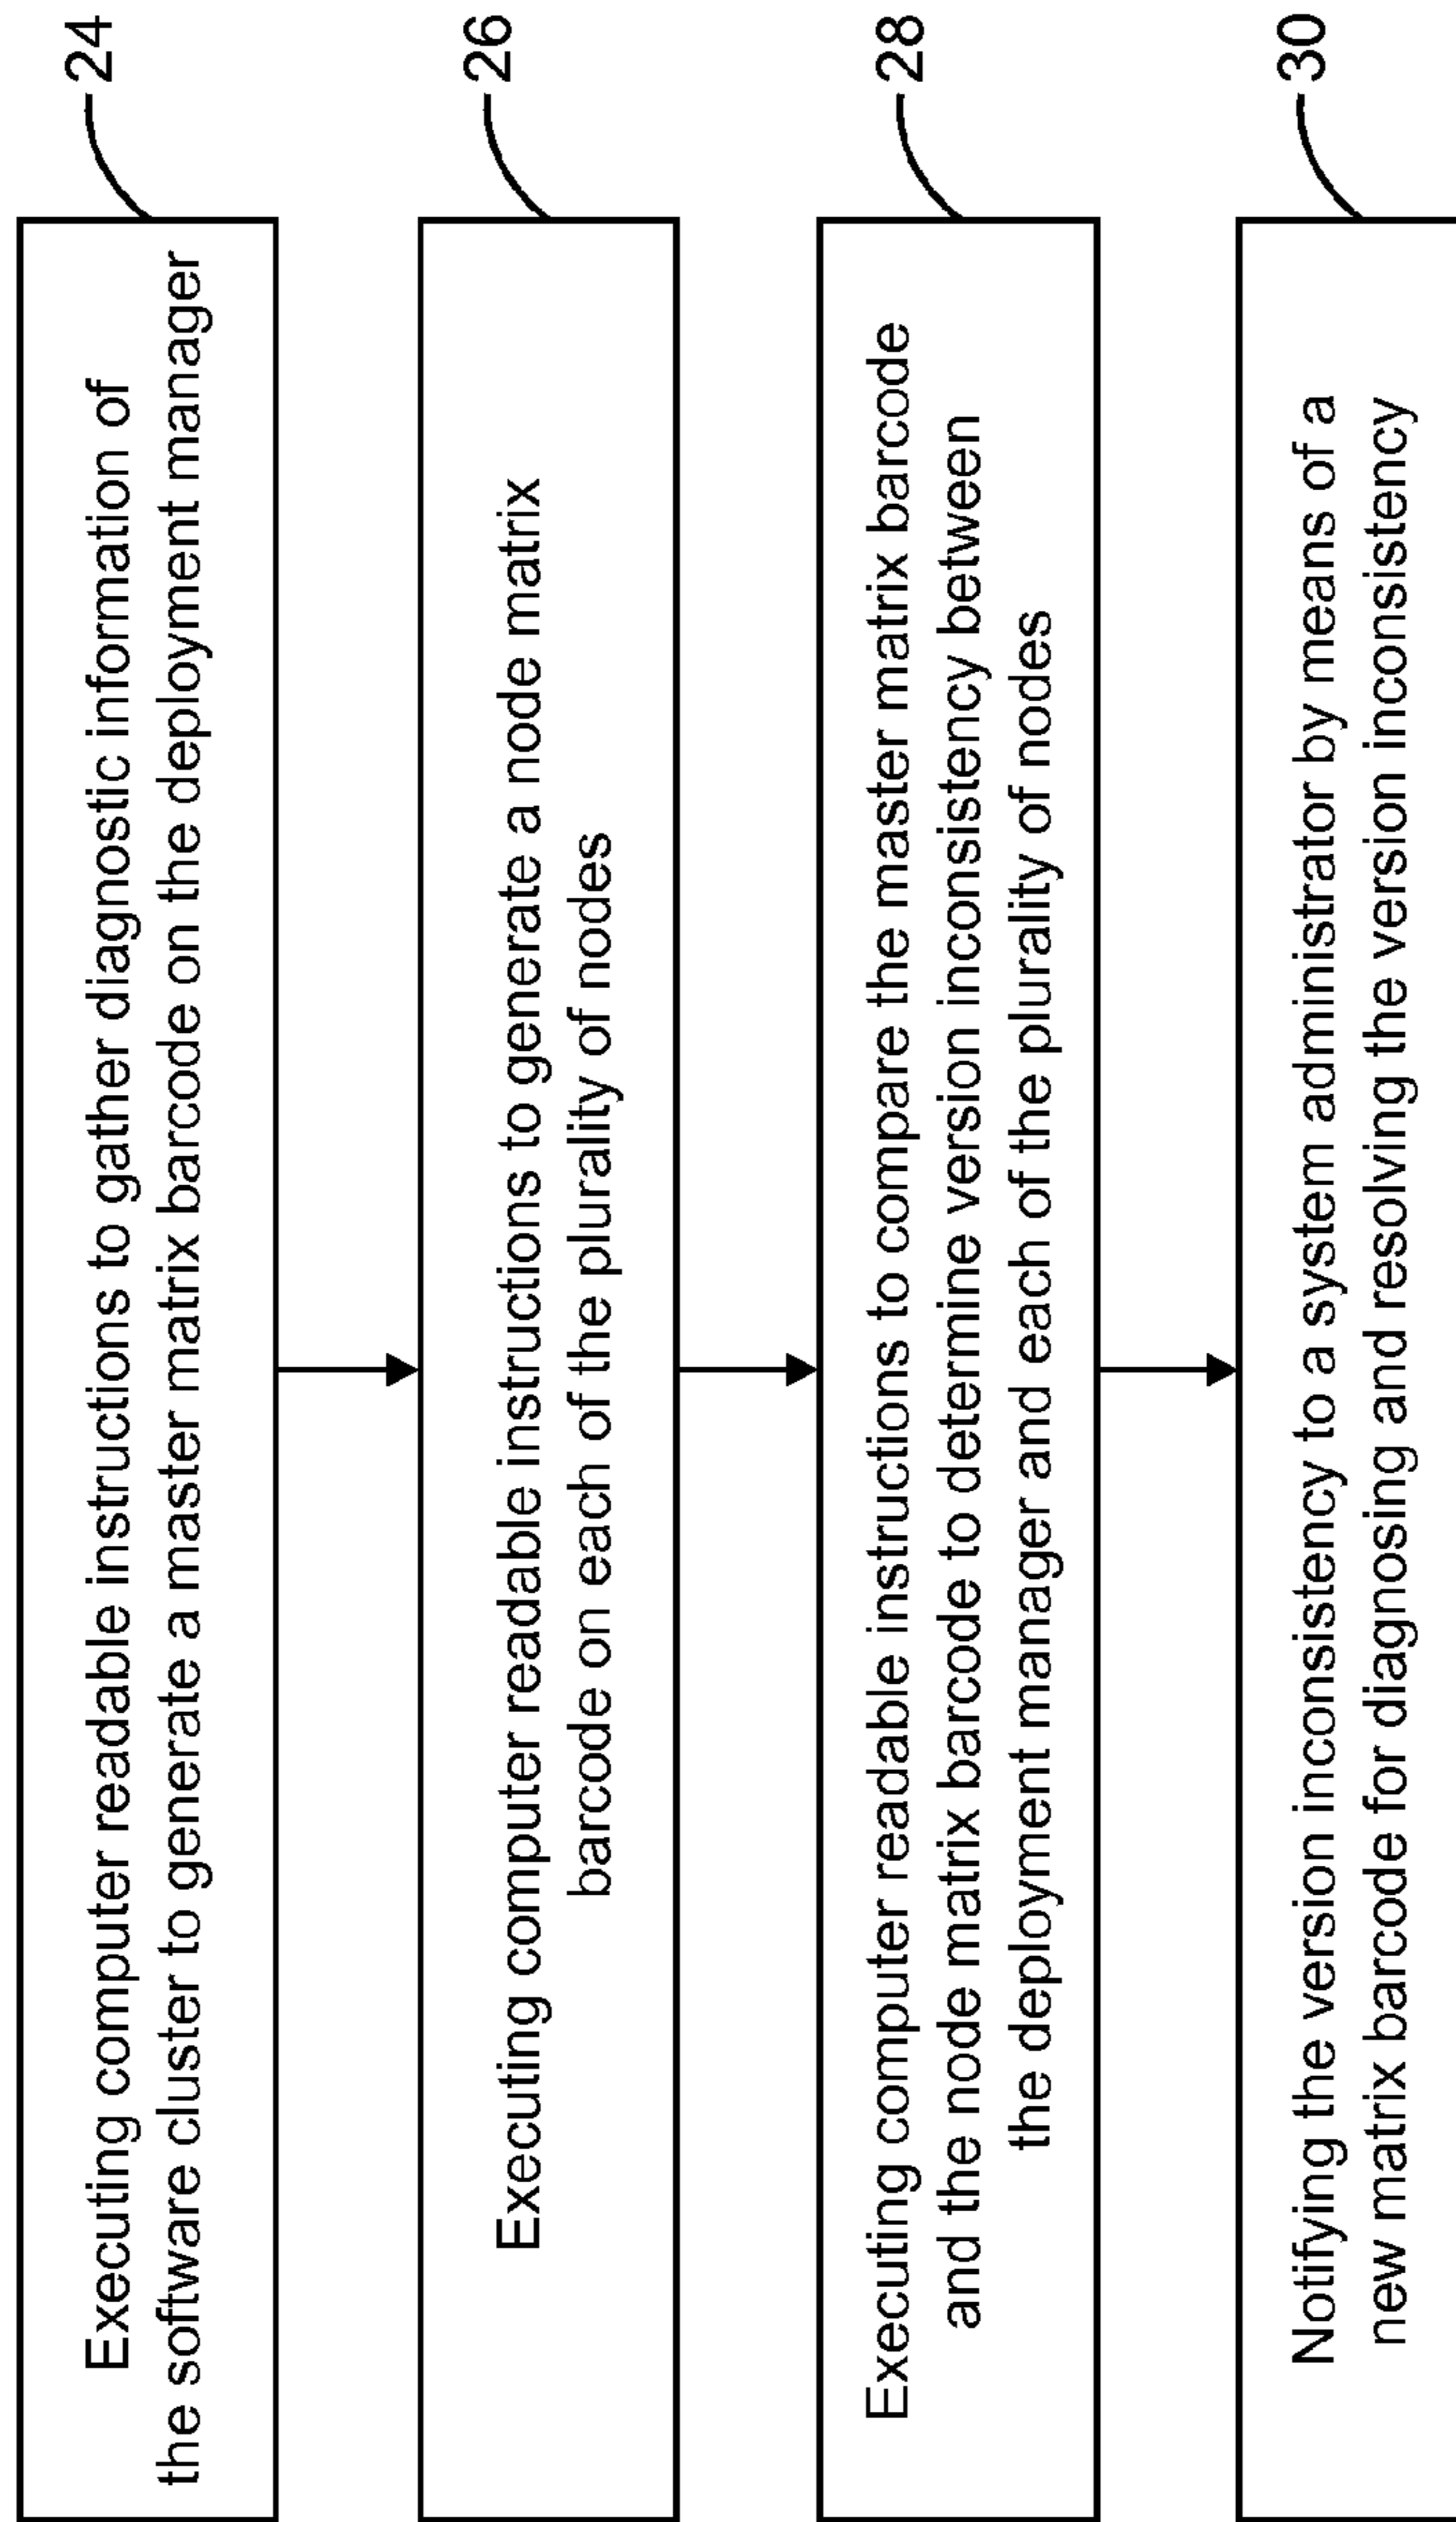 24
Executing computer readable instructions to gather diagnostic information of
the software cluster to generate a master matrix barcode on the deployment manager
26
Executing computer readable instructions to generate a node matrix
barcode on each of the plurality of nodes
28
Executing computer readable instructions to compare the master matrix barcode
and the node matrix barcode to determine version inconsistency between
the deployment manager and each of the plurality of nodes
30
Notifying the version inconsistency to a system administrator by means of a
new matrix barcode for diagnosing and resolving the version inconsistency